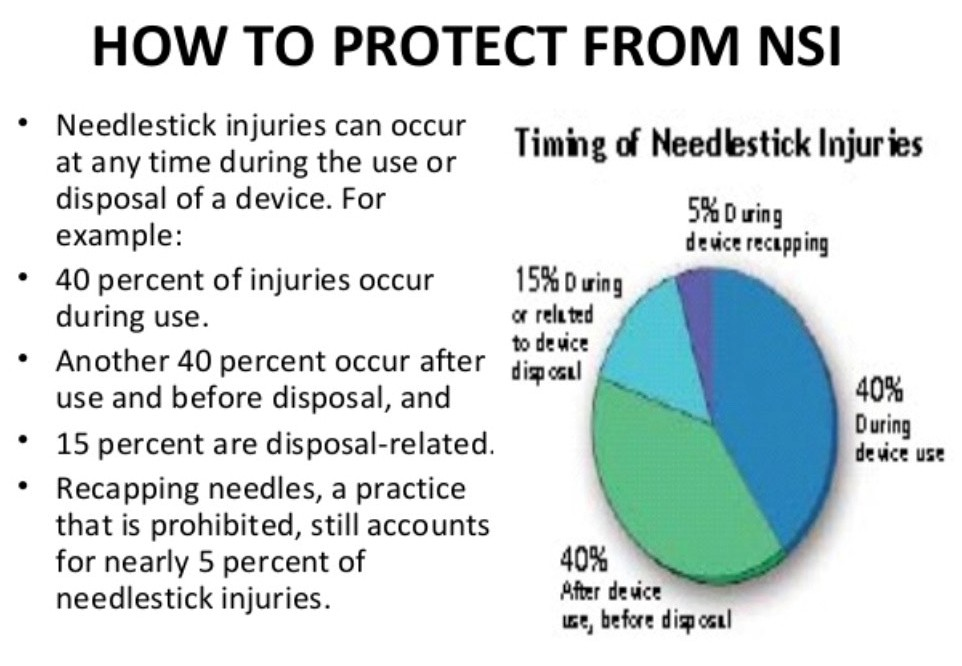 HOW TO PROTECT FROM NSI
• Needlestick injuries can occur
at any time during the use or
disposal of a device. For
example:
• 40 percent of injuries occur
during use.
• Another 40 percent occur after
use and before disposal, and
• 15 percent are disposal-related.
• Recapping needles, a practice
that is prohibited, still accounts
for nearly 5 percent of
needlestick injuries.
Timing of Needlestick Injuries
5% During
device recapping
15% During
or related
to device
disposal
40%
During
device use
40%
After device
use, before disposal